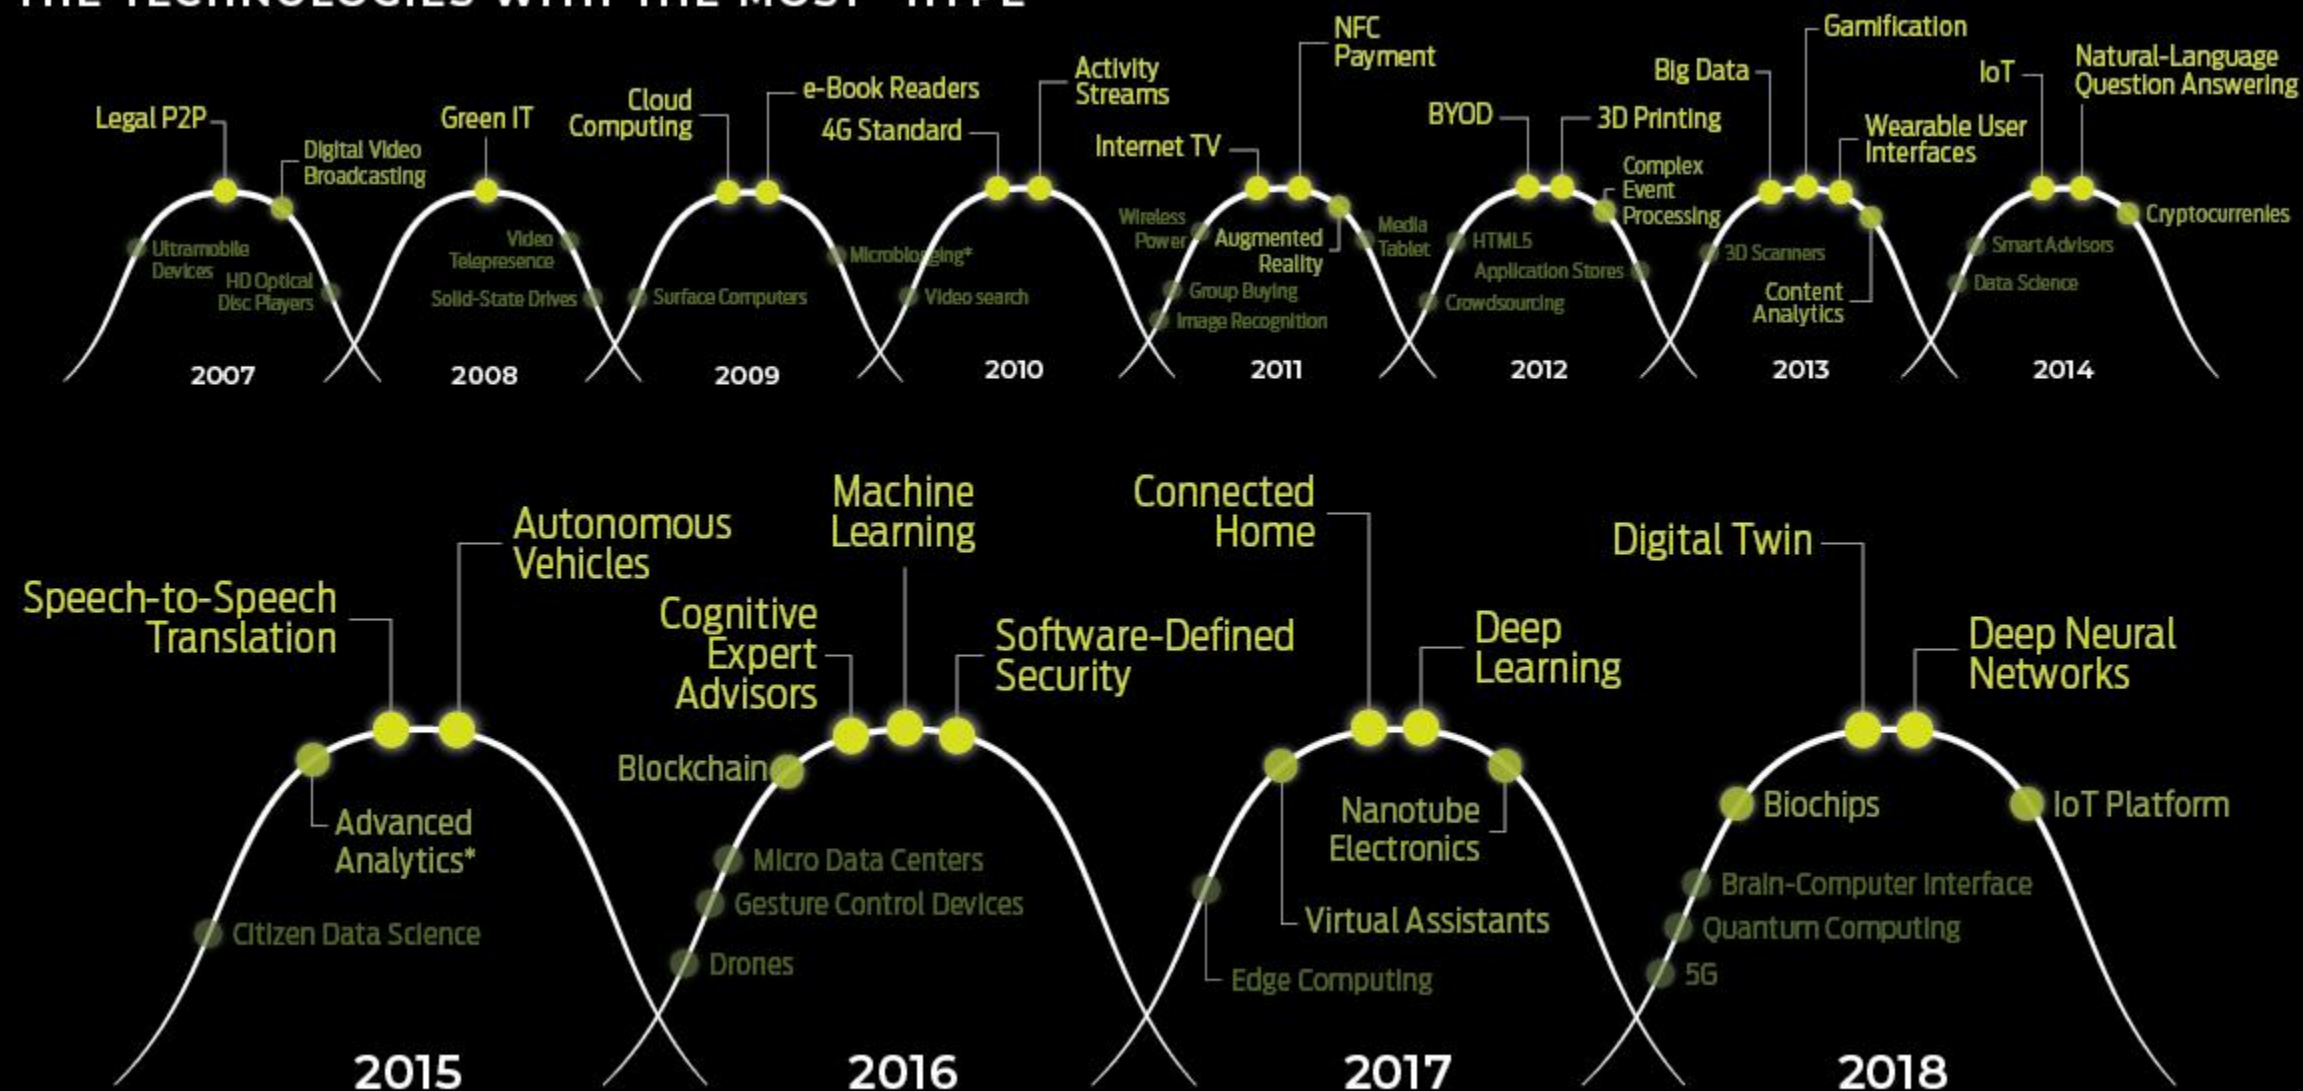 THE TECHNOLOGIES WITH THE MOST "HYPE"
Legal P2P
Digital Video
Broadcasting
Ultramobile
Devices
HD Optical
Disc Players
2007
Green IT
Video
Telepresence
Solid-State Drives
2008
Cloud
Computing
e-Book Readers
Surface Computers
Microblogging*
2009
4G Standard
Activity
Streams
Video search
2010
Internet TV
NFC
Payment
Wireless
Power
Augmented
Reality
Media
Tablet
Group Buying
Image Recognition
2011
BYOD
3D Printing
Complex
Event
Processing
HTML5
Application Stores
Crowdsourcing
2012
Big Data
Gamification
Wearable User
Interfaces
3D Scanners
Content
Analytics
2013
IoT
Natural-Language
Question Answering
Cryptocurrenies
Smart Advisors
Data Science
2014
Speech-to-Speech
Translation
Autonomous
Vehicles
Advanced
Analytics*
Citizen Data Science
2015
Machine
Learning
Cognitive
Expert
Advisors
Software-Defined
Security
Blockchain
Micro Data Centers
Gesture Control Devices
Drones
2016
Connected
Home
Deep
Learning
Nanotube
Electronics
Virtual Assistants
Edge Computing
2017
Digital Twin
Deep Neural
Networks
Biochips
IoT Platform
Brain-Computer Interface
Quantum Computing
5G
2018